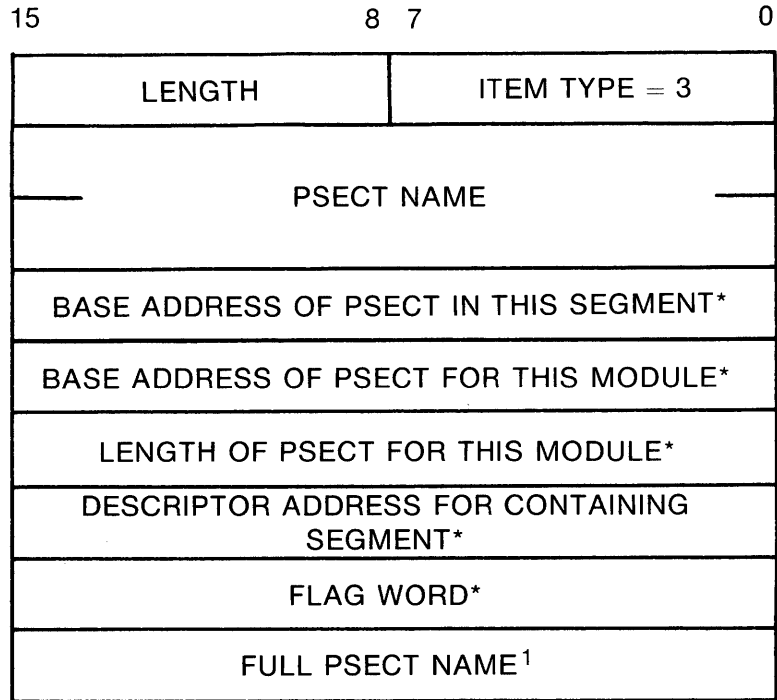 15 8 7 0
LENGTH ITEM TYPE = 3
PSECT NAME
BASE ADDRESS OF PSECT IN THIS SEGMENT*
BASE ADDRESS OF PSECT FOR THIS MODULE*
LENGTH OF PSECT FOR THIS MODULE*
DESCRIPTOR ADDRESS FOR CONTAINING
SEGMENT*
FLAG WORD*
FULL PSECT NAME¹